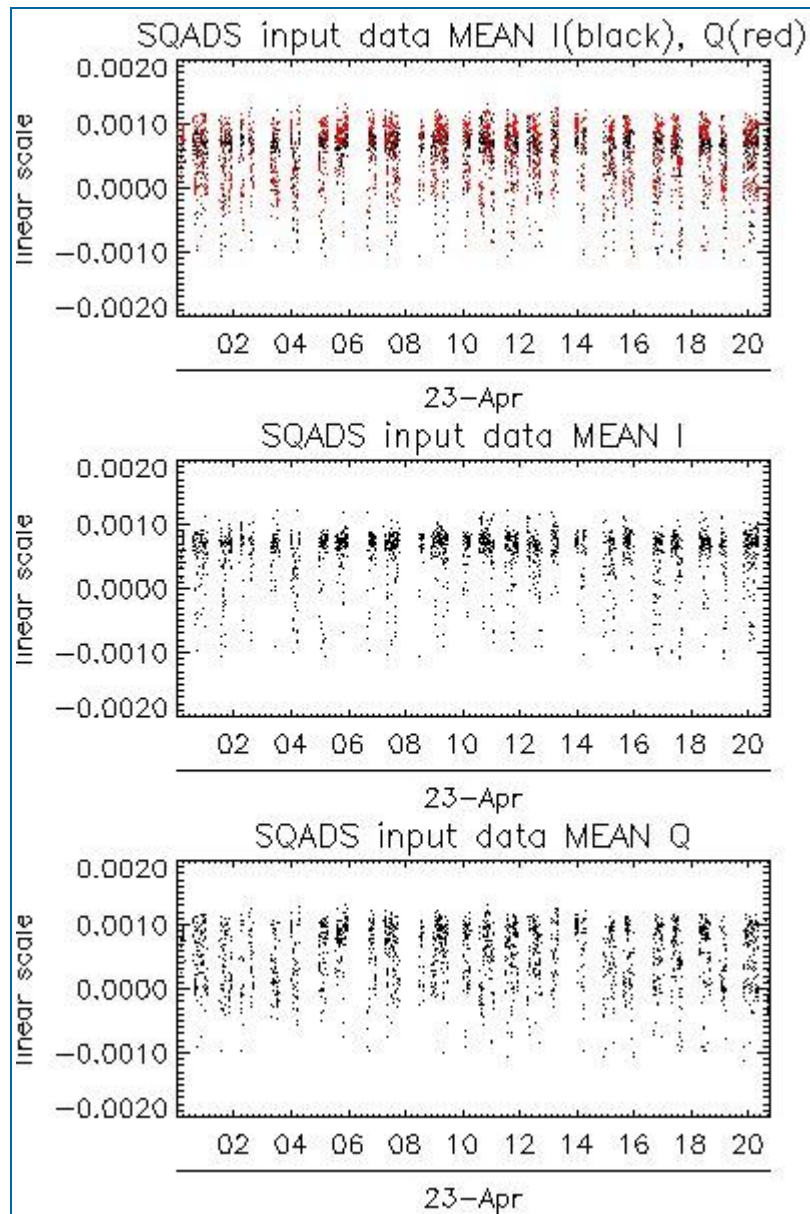 SQADS input data MEAN I(black), Q(red)
0.0020
0.0010
0.0000
−0.0010
−0.0020
linear scale
02 04 06 08 10 12 14 16 18 20
23−Apr
SQADS input data MEAN I
0.0020
0.0010
0.0000
−0.0010
−0.0020
linear scale
02 04 06 08 10 12 14 16 18 20
23−Apr
SQADS input data MEAN Q
0.0020
0.0010
0.0000
−0.0010
−0.0020
linear scale
02 04 06 08 10 12 14 16 18 20
23−Apr